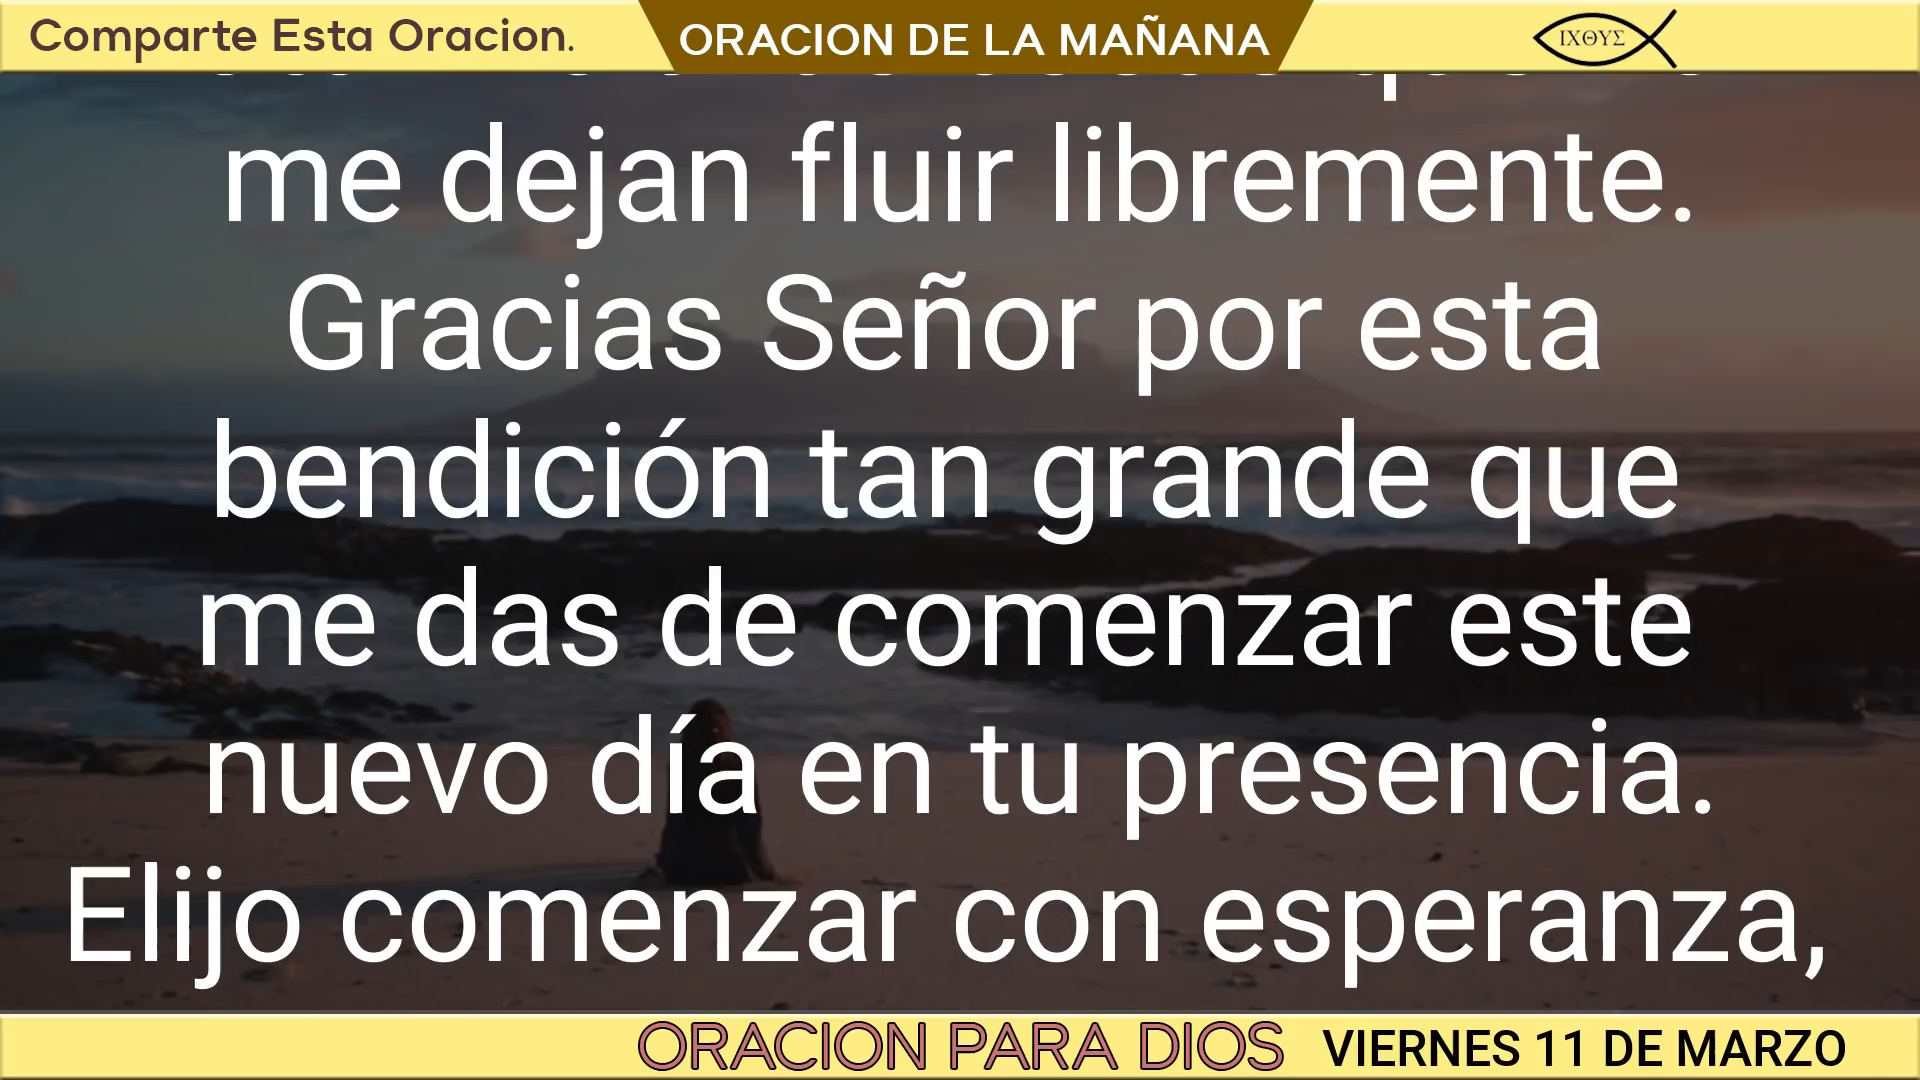 Comparte Esta Oracion.
ORACION DE LA MAÑANA
ΙΧΘΥΣ
me dejan fluir libremente.
Gracias Señor por esta
bendición tan grande que
me das de comenzar este
nuevo día en tu presencia.
Elijo comenzar con esperanza,
ORACION PARA DIOS
VIERNES 11 DE MARZO